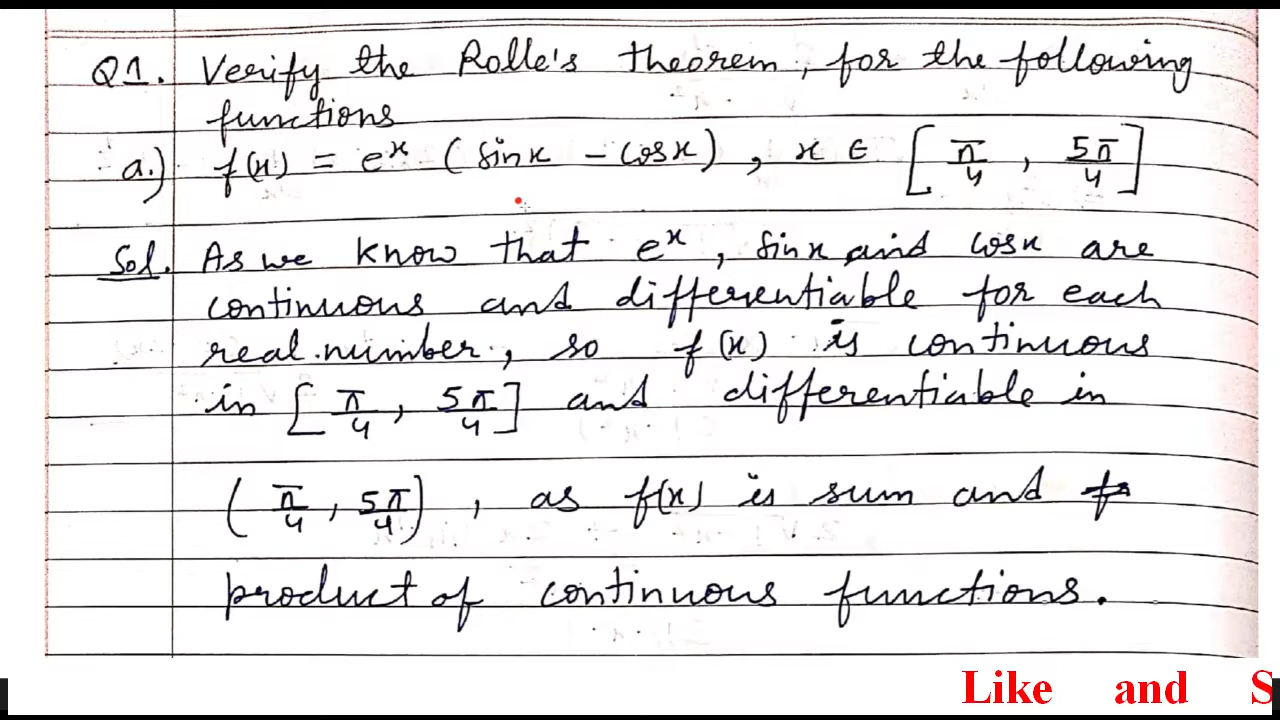 Q1. Verify the Rolle's theorem, for the following
functions
a.) f(x) = eˣ (sinx - cosx), x ∈ [π/4, 5π/4]
Sol. As we know that eˣ, sinx and cosx are
continuous and differentiable for each
real number, so f(x) is continuous
in [π/4, 5π/4] and differentiable in
(π/4, 5π/4), as f(x) is sum and
product of continuous functions.
Like and S